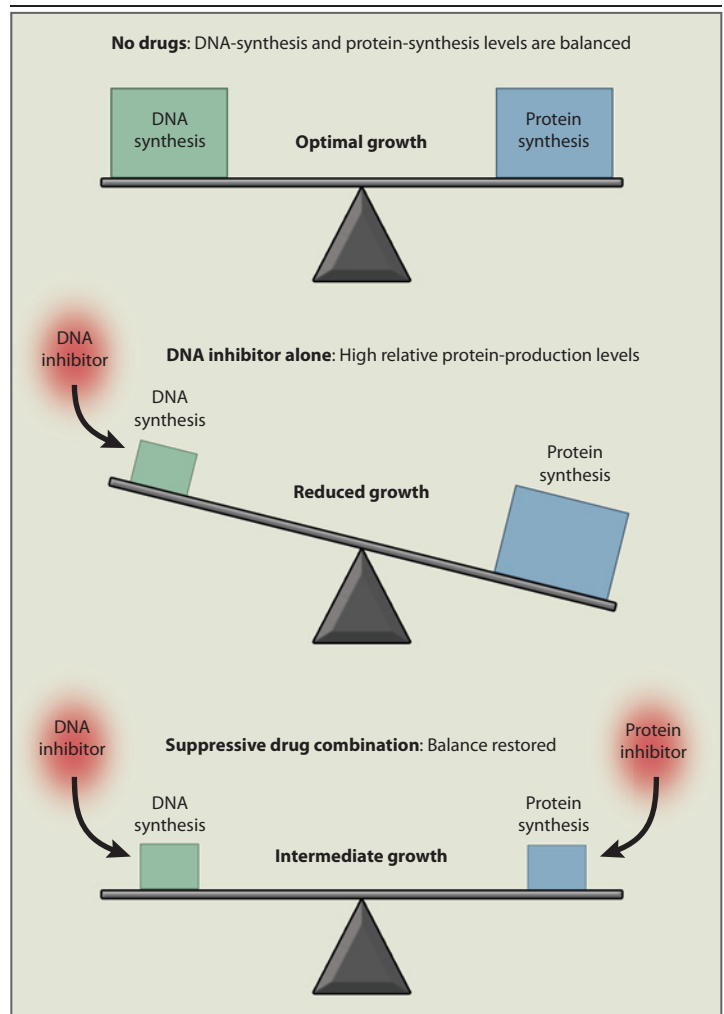 No drugs: DNA-synthesis and protein-synthesis levels are balanced
DNA
synthesis
Optimal growth
Protein
synthesis
DNA
inhibitor
DNA inhibitor alone: High relative protein-production levels
DNA
synthesis
Reduced growth
Protein
synthesis
DNA
inhibitor
Suppressive drug combination: Balance restored
Protein
inhibitor
DNA
synthesis
Intermediate growth
Protein
synthesis